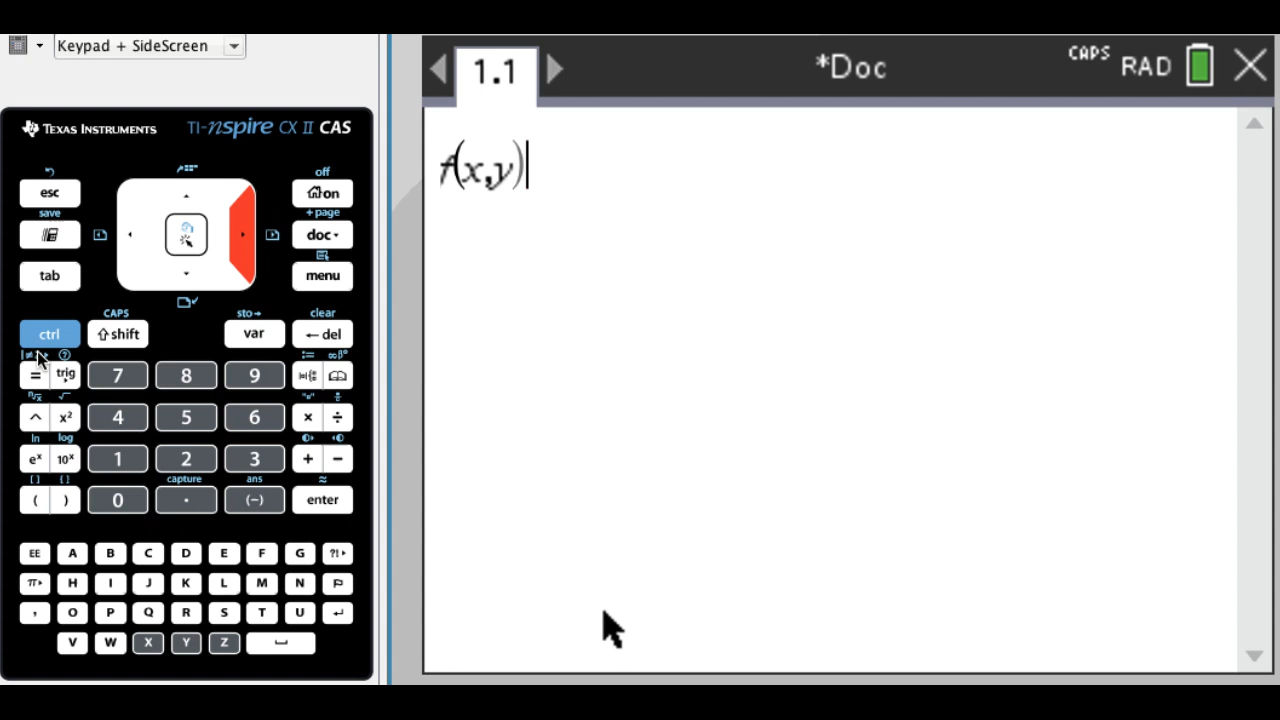 Keypad + SideScreen
1.1
*Doc
CAPS
RAD
TEXAS INSTRUMENTS
TI-nspire CX II CAS
off
esc
on
save
+ page
doc
tab
menu
CAPS
sto→
clear
ctrl
⇧shift
var
←del
|≠≥>
?
:=
∞β°
=
trig
7
8
9
|□|{
ⁿ√x
√
"□"
^
x²
4
5
6
×
÷
ln
log
eˣ
10ˣ
1
2
3
+
−
[ ]
{ }
capture
ans
≈
(
)
0
.
(−)
enter
EE
A
B
C
D
E
F
G
?!▸
π▸
H
I
J
K
L
M
N
,
O
P
Q
R
S
T
U
↵
V
W
X
Y
Z
f(x,y)